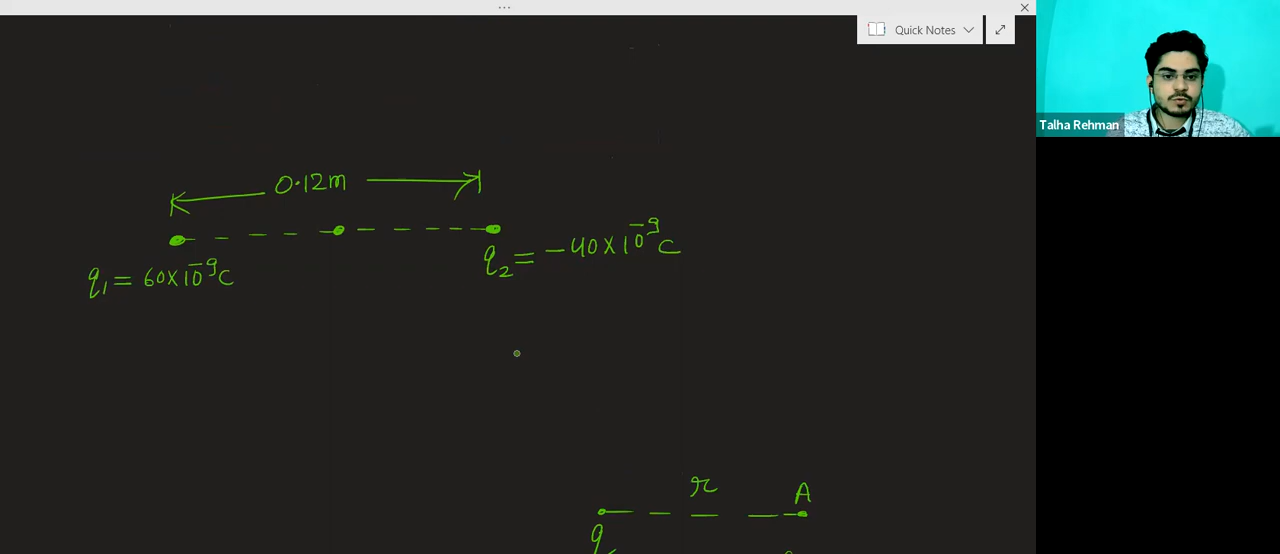 Quick Notes
Talha Rehman
0.12m
q₁ = 60×10⁻⁹C
q₂ = -40×10⁻⁹C
r
A
q